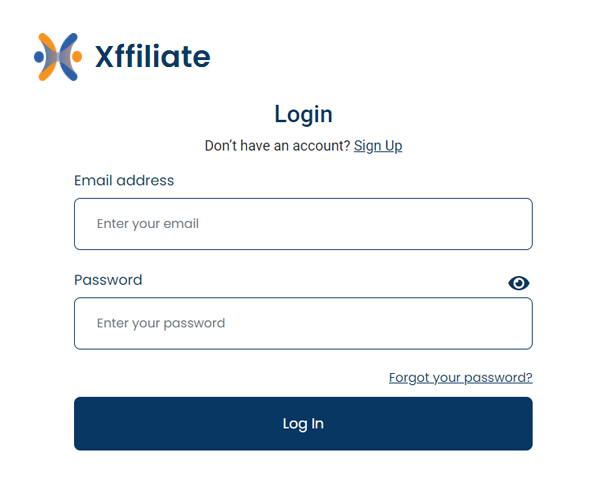 Xffiliate
Login
Don't have an account? Sign Up
Email address
Enter your email
Password
Enter your password
Forgot your password?
Log In